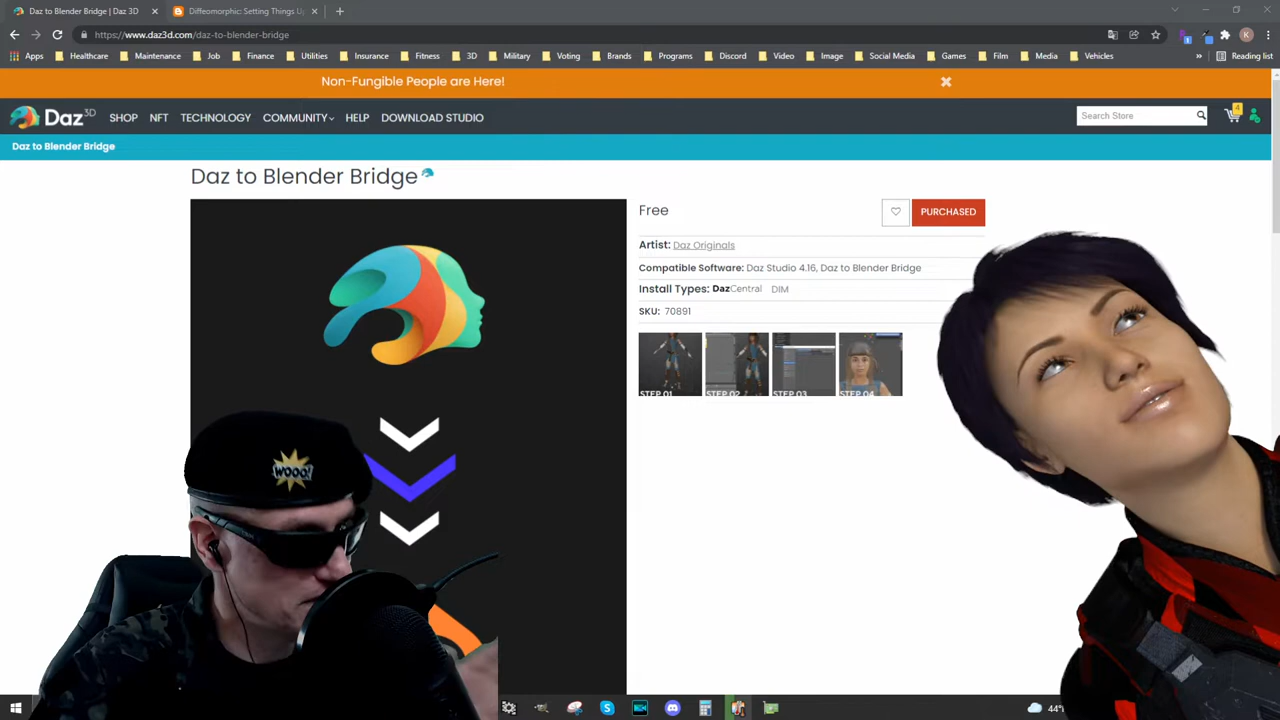 Daz to Blender Bridge | Daz 3D
Diffeomorphic: Setting Things U
https://www.daz3d.com/daz-to-blender-bridge
Apps Healthcare Maintenance Job Finance Utilities Insurance Fitness 3D Military Voting Brands Programs Discord Video Image Social Media Games Film Media Vehicles » Reading list
Non-Fungible People are Here!
Daz 3D SHOP NFT TECHNOLOGY COMMUNITY HELP DOWNLOAD STUDIO Search Store 4
Daz to Blender Bridge
Daz to Blender Bridge
Free PURCHASED
Artist: Daz Originals
Compatible Software: Daz Studio 4.16, Daz to Blender Bridge
Install Types: DazCentral DIM
SKU: 70891
STEP 01 STEP 02 STEP 03 STEP 04
WOOO!
44°